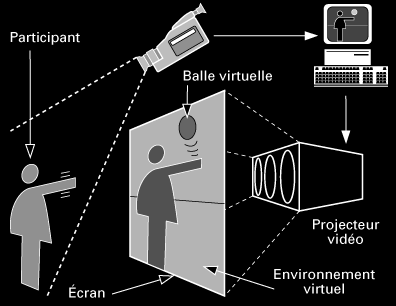 Participant
Balle virtuelle
Projecteur
vidéo
Environnement
virtuel
Écran